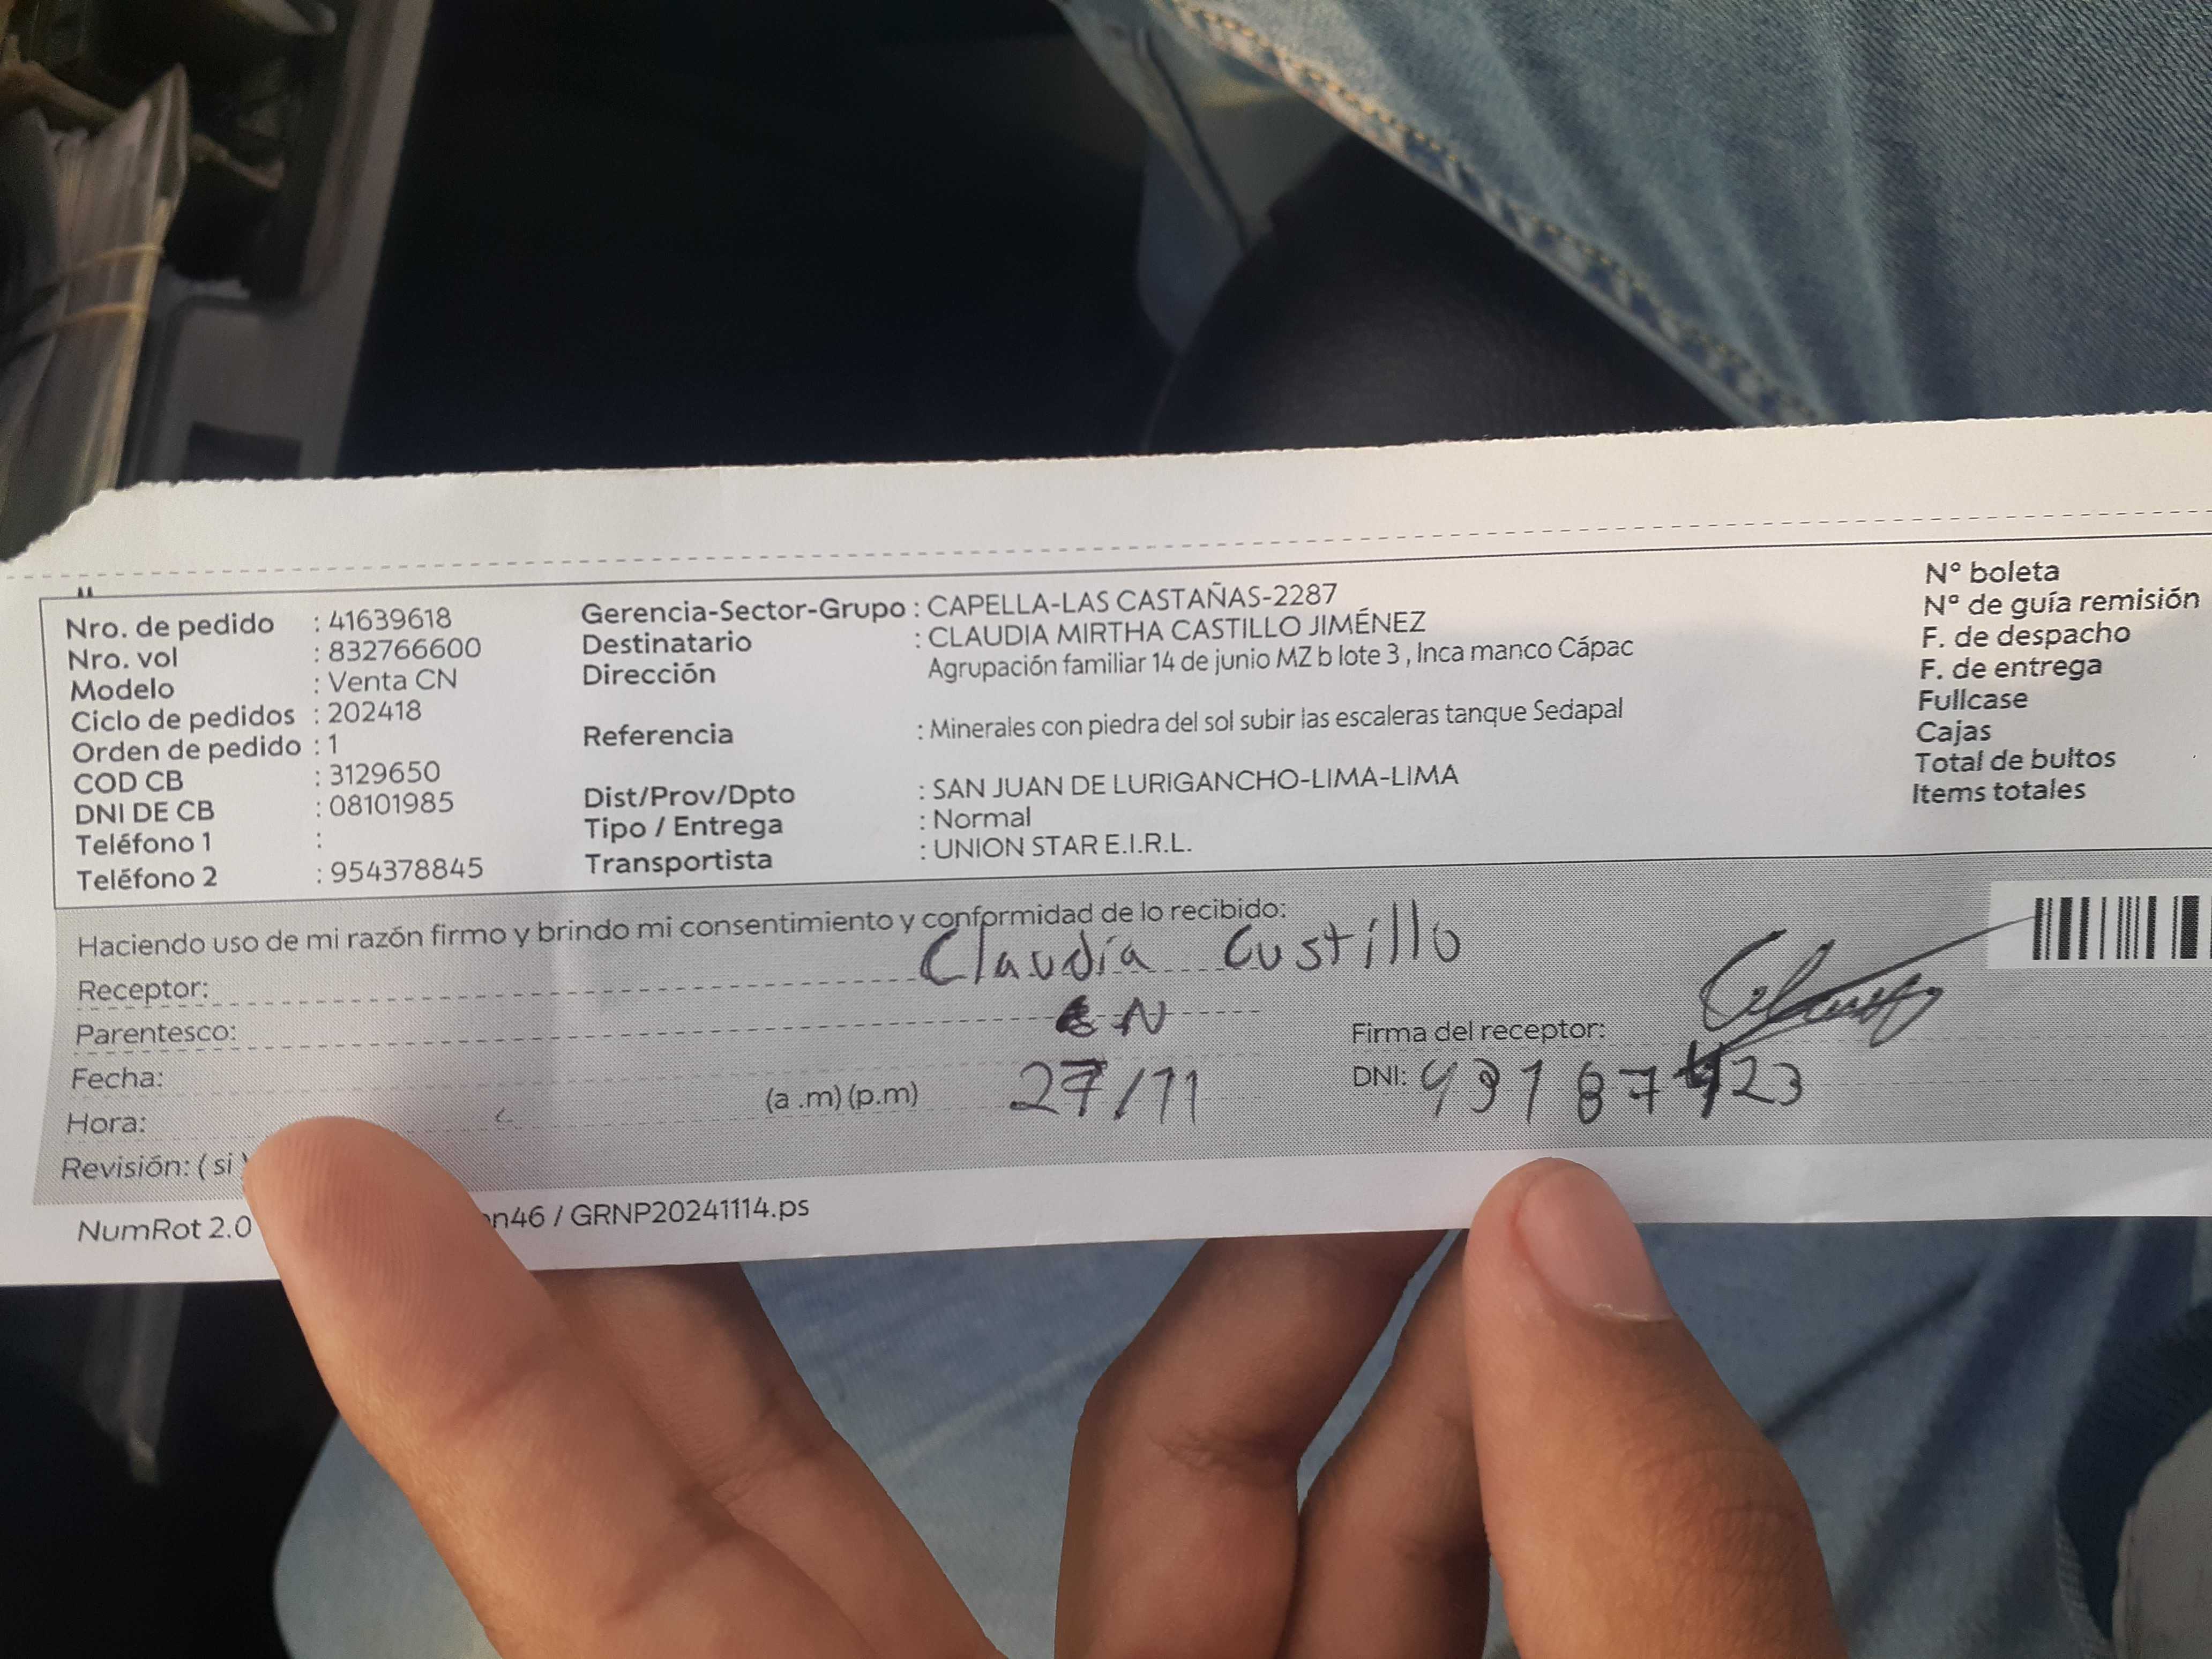 Nro. de pedido : 41639618
Nro. vol : 832766600
Modelo : Venta CN
Ciclo de pedidos : 202418
Orden de pedido : 1
COD CB : 3129650
DNI DE CB : 08101985
Teléfono 1 :
Teléfono 2 : 954378845
Gerencia-Sector-Grupo : CAPELLA-LAS CASTAÑAS-2287
Destinatario : CLAUDIA MIRTHA CASTILLO JIMÉNEZ
Dirección Agrupación familiar 14 de junio MZ b lote 3 , Inca manco Cápac
Referencia : Minerales con piedra del sol subir las escaleras tanque Sedapal
Dist/Prov/Dpto : SAN JUAN DE LURIGANCHO-LIMA-LIMA
Tipo / Entrega : Normal
Transportista : UNION STAR E.I.R.L.
N° boleta
N° de guía remisión
F. de despacho
F. de entrega
Fullcase
Cajas
Total de bultos
Items totales
Haciendo uso de mi razón firmo y brindo mi consentimiento y conformidad de lo recibido:
Receptor: Claudia Custillo
Parentesco:
Fecha: 27/11
Hora: (a .m) (p.m)
Revisión: ( si )
Firma del receptor:
DNI:
NumRot 2.0
n46 / GRNP20241114.ps